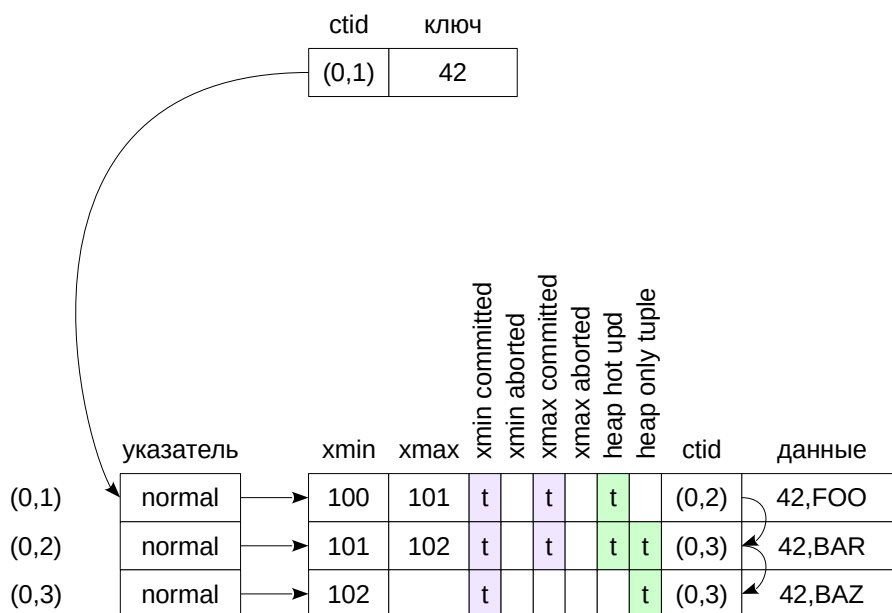 ctid ключ
(0,1) 42
xmin committed
xmin aborted
xmax committed
xmax aborted
heap hot upd
heap only tuple
указатель xmin xmax ctid данные
(0,1) normal 100 101 t t t (0,2) 42,FOO
(0,2) normal 101 102 t t t t (0,3) 42,BAR
(0,3) normal 102 t t (0,3) 42,BAZ